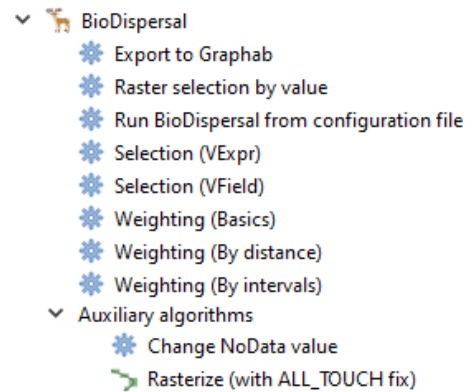 BioDispersal
Export to Graphab
Raster selection by value
Run BioDispersal from configuration file
Selection (VExpr)
Selection (VField)
Weighting (Basics)
Weighting (By distance)
Weighting (By intervals)
Auxiliary algorithms
Change NoData value
Rasterize (with ALL_TOUCH fix)